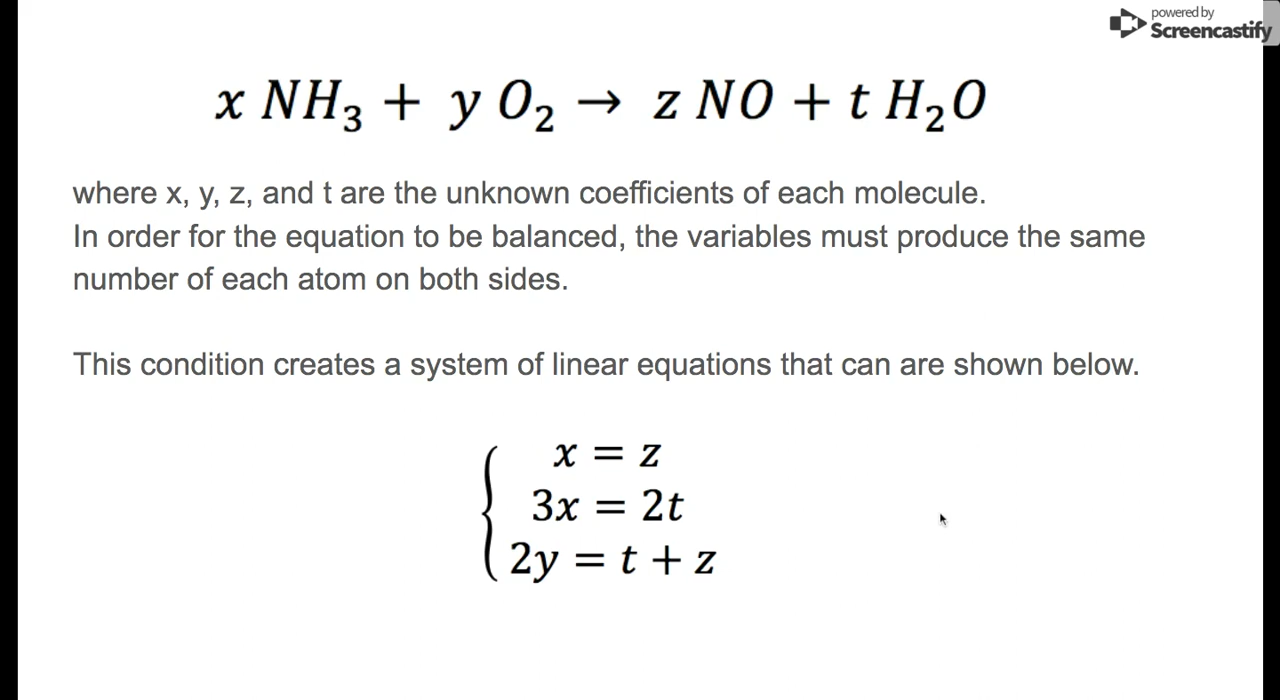 powered by
Screencastify
x NH₃ + y O₂ → z NO + t H₂O
where x, y, z, and t are the unknown coefficients of each molecule.
In order for the equation to be balanced, the variables must produce the same
number of each atom on both sides.
This condition creates a system of linear equations that can are shown below.
x = z
3x = 2t
2y = t + z